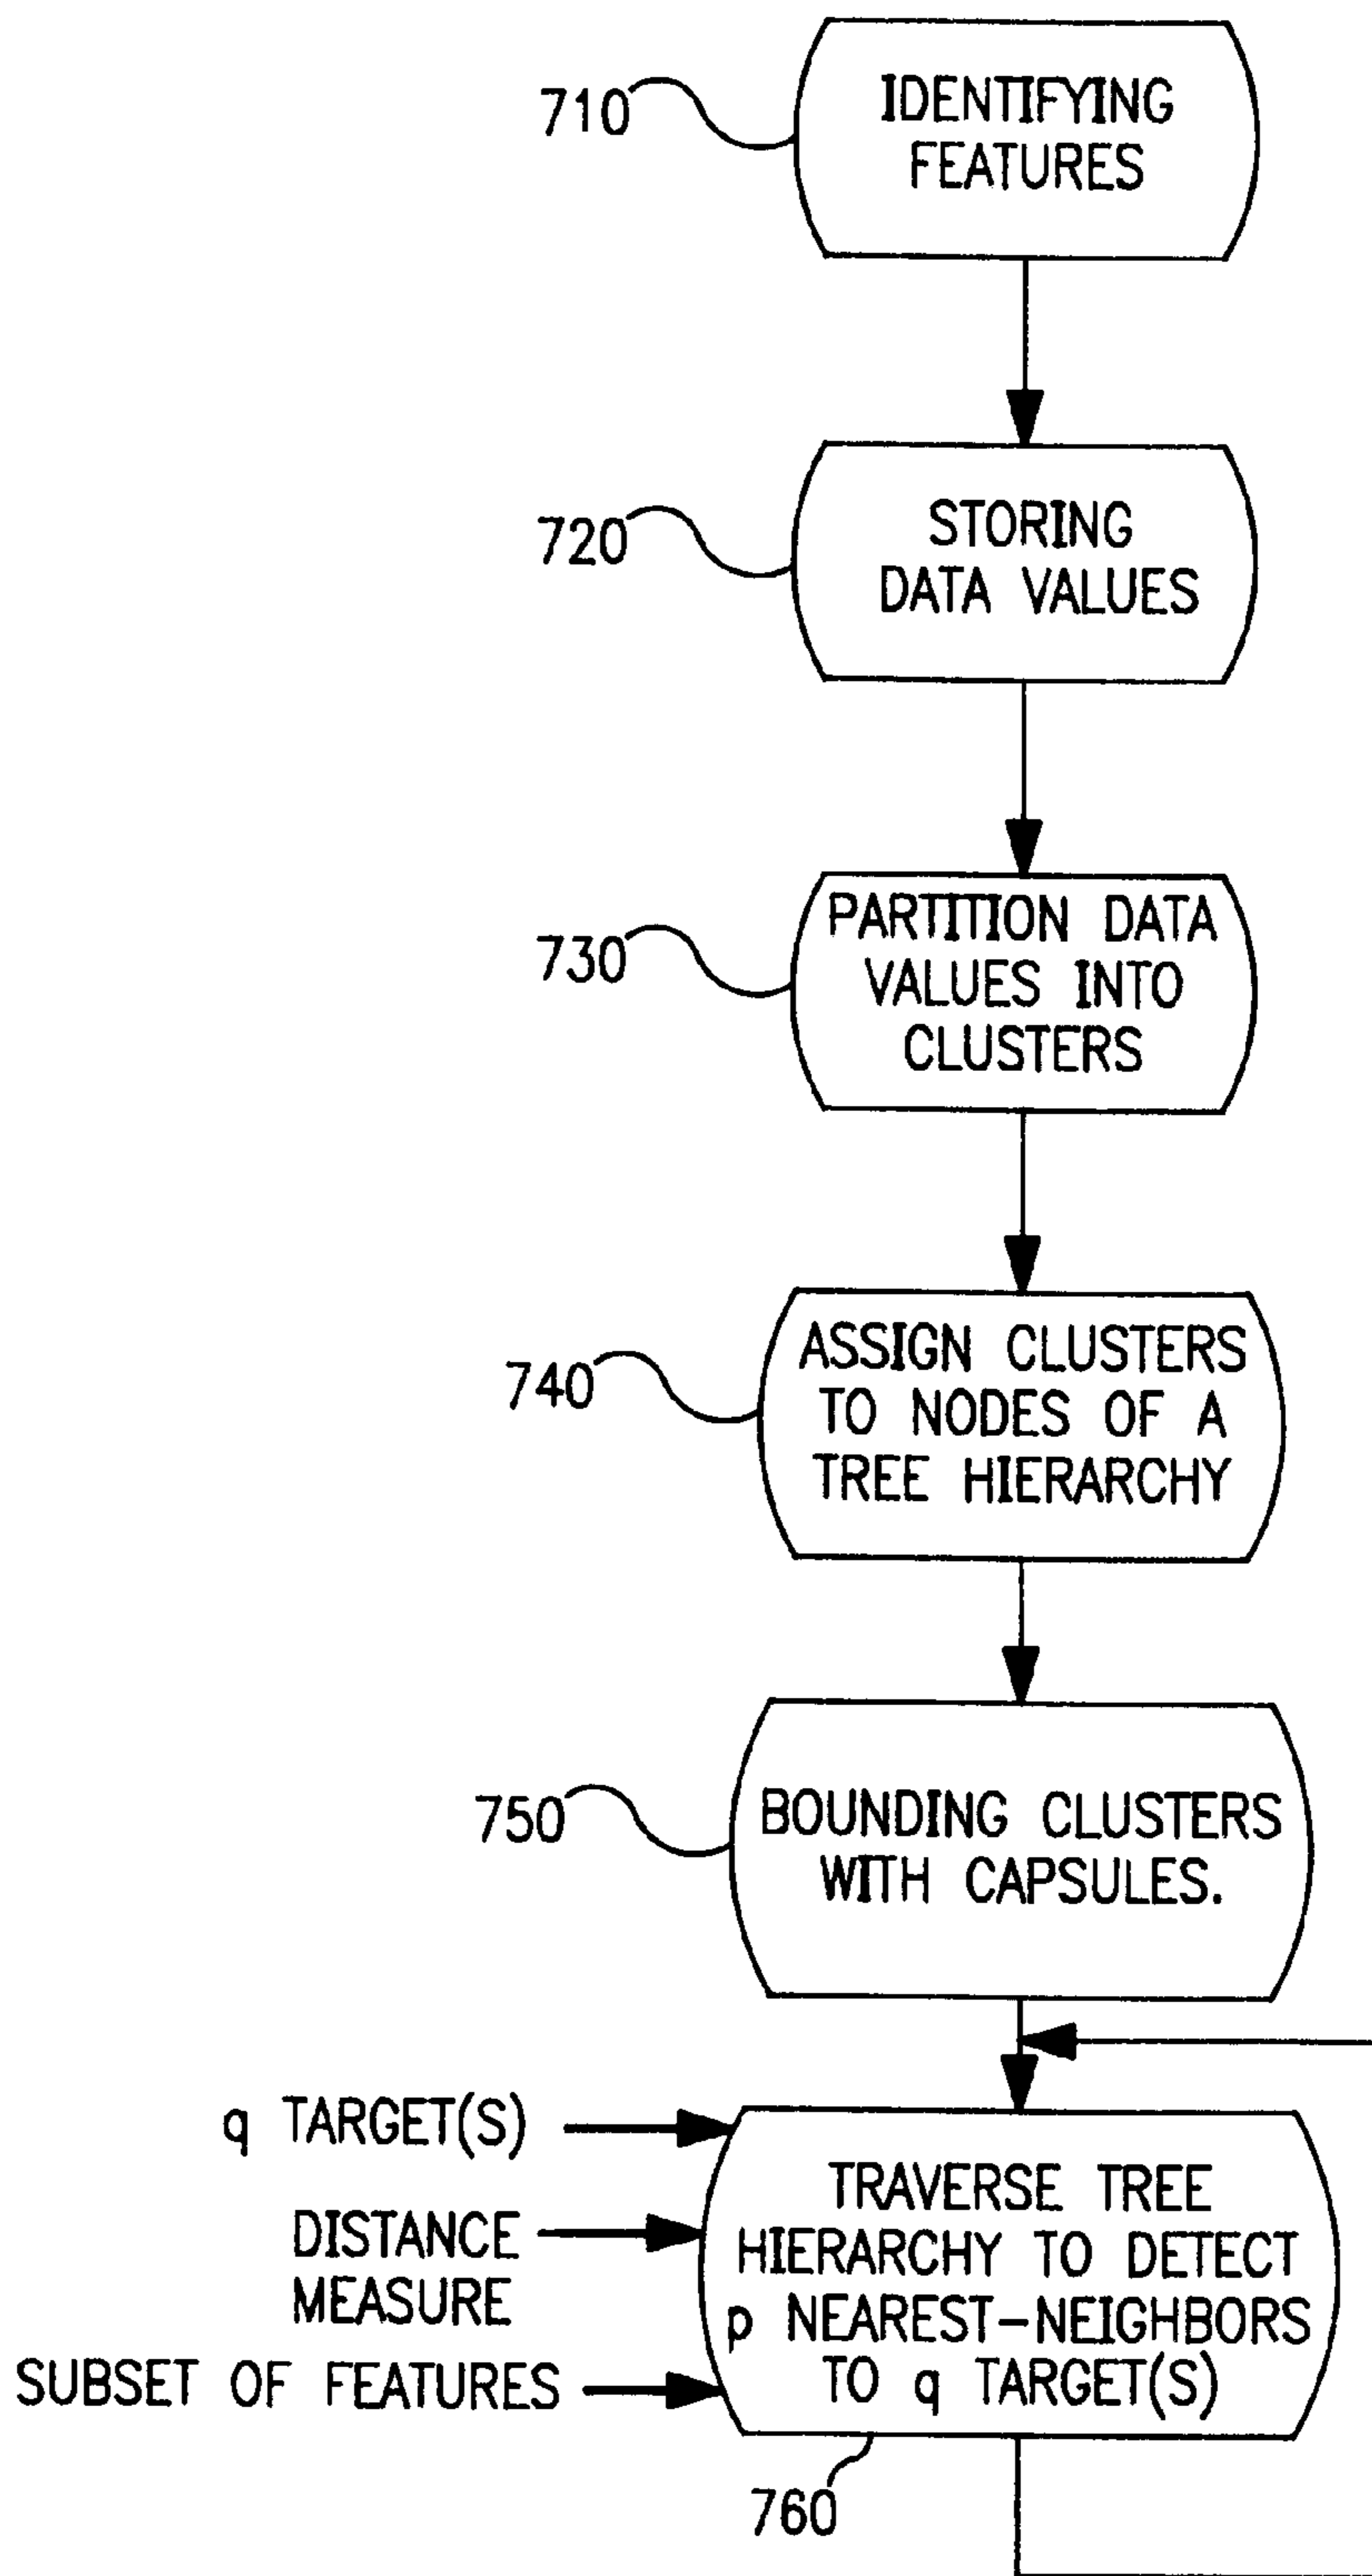 710
IDENTIFYING
FEATURES
720
STORING
DATA VALUES
730
PARTITION DATA
VALUES INTO
CLUSTERS
740
ASSIGN CLUSTERS
TO NODES OF A
TREE HIERARCHY
750
BOUNDING CLUSTERS
WITH CAPSULES.
q TARGET(S)
DISTANCE
MEASURE
SUBSET OF FEATURES
TRAVERSE TREE
HIERARCHY TO DETECT
p NEAREST-NEIGHBORS
TO q TARGET(S)
760